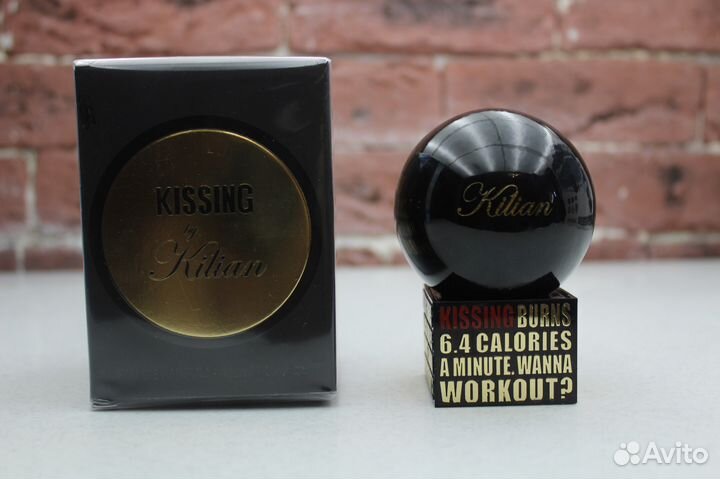 KISSING
by
Kilian
Kilian
KISSING BURNS
6.4 CALORIES
A MINUTE. WANNA
WORKOUT?
Avito